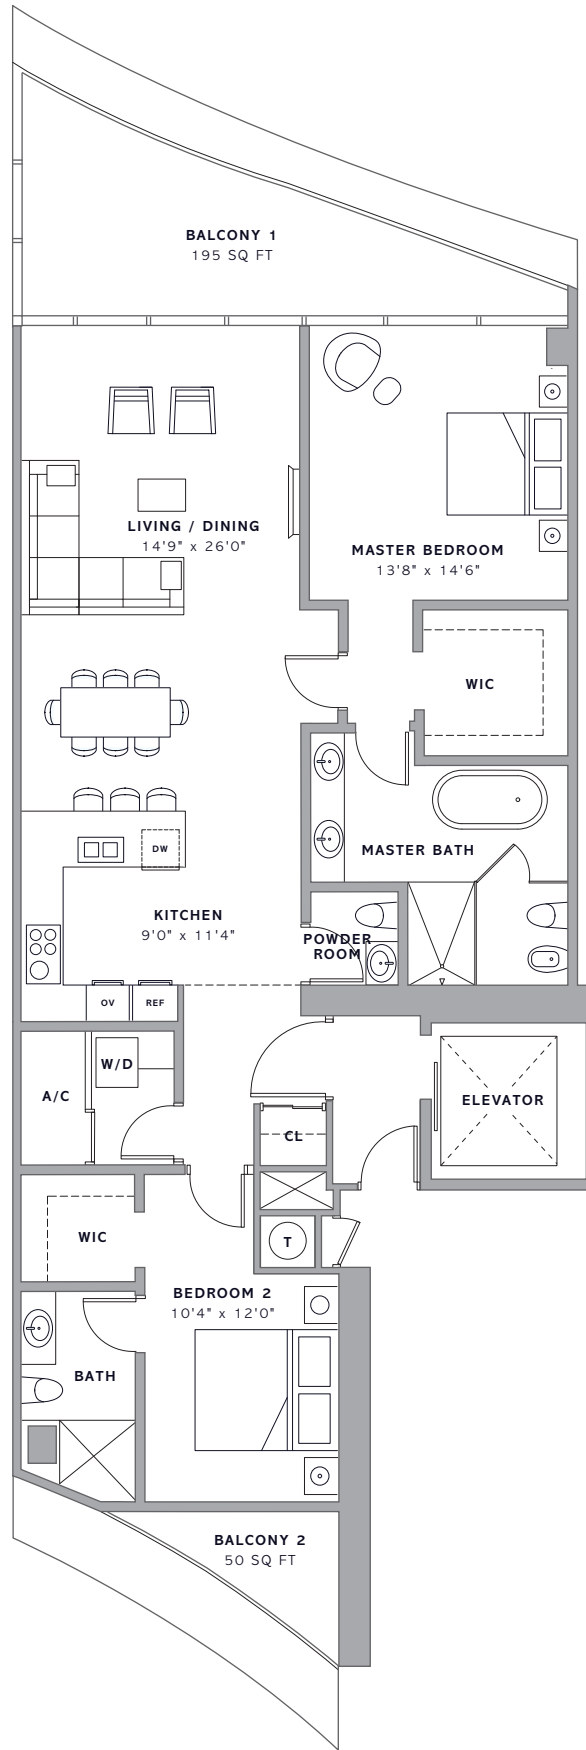 BALCONY 1
195 SQ FT
LIVING / DINING
14'9" x 26'0"
MASTER BEDROOM
13'8" x 14'6"
WIC
DW
MASTER BATH
KITCHEN
9'0" x 11'4"
POWDER
ROOM
OV
REF
W/D
A/C
ELEVATOR
CL
WIC
T
BEDROOM 2
10'4" x 12'0"
BATH
BALCONY 2
50 SQ FT